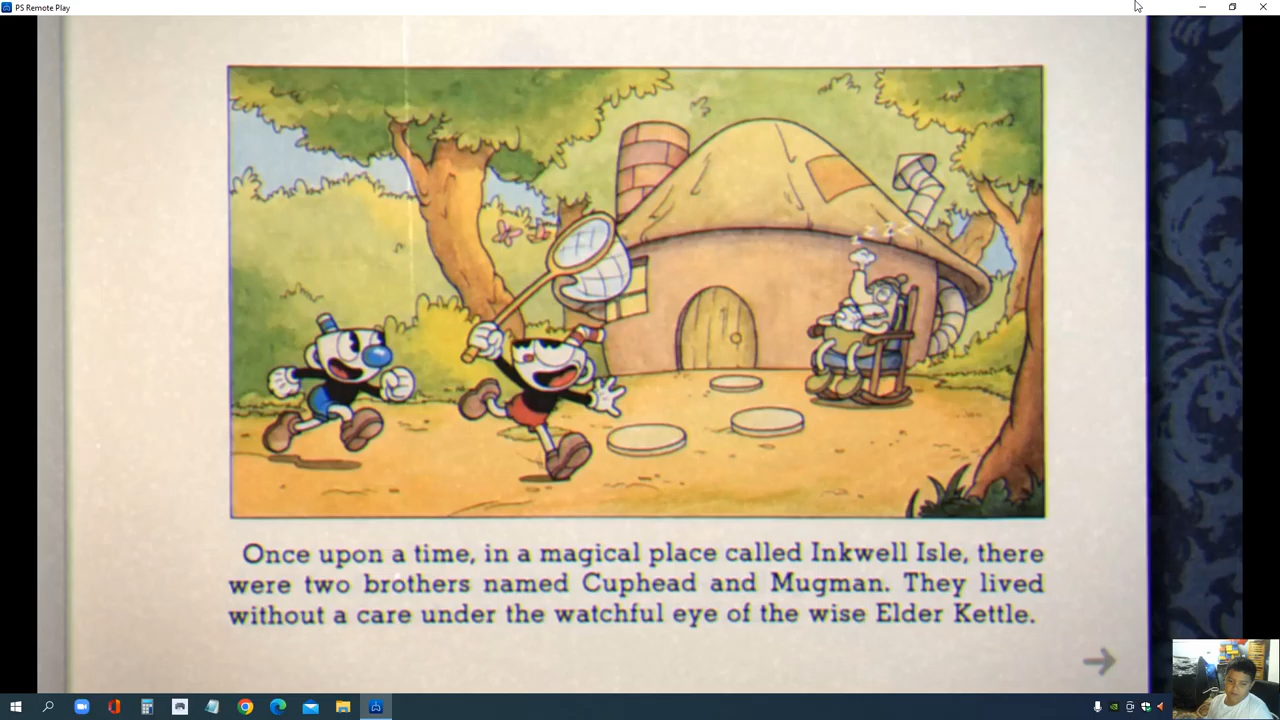 PS Remote Play
z z Z Z
Once upon a time, in a magical place called Inkwell Isle, there
were two brothers named Cuphead and Mugman. They lived
without a care under the watchful eye of the wise Elder Kettle.